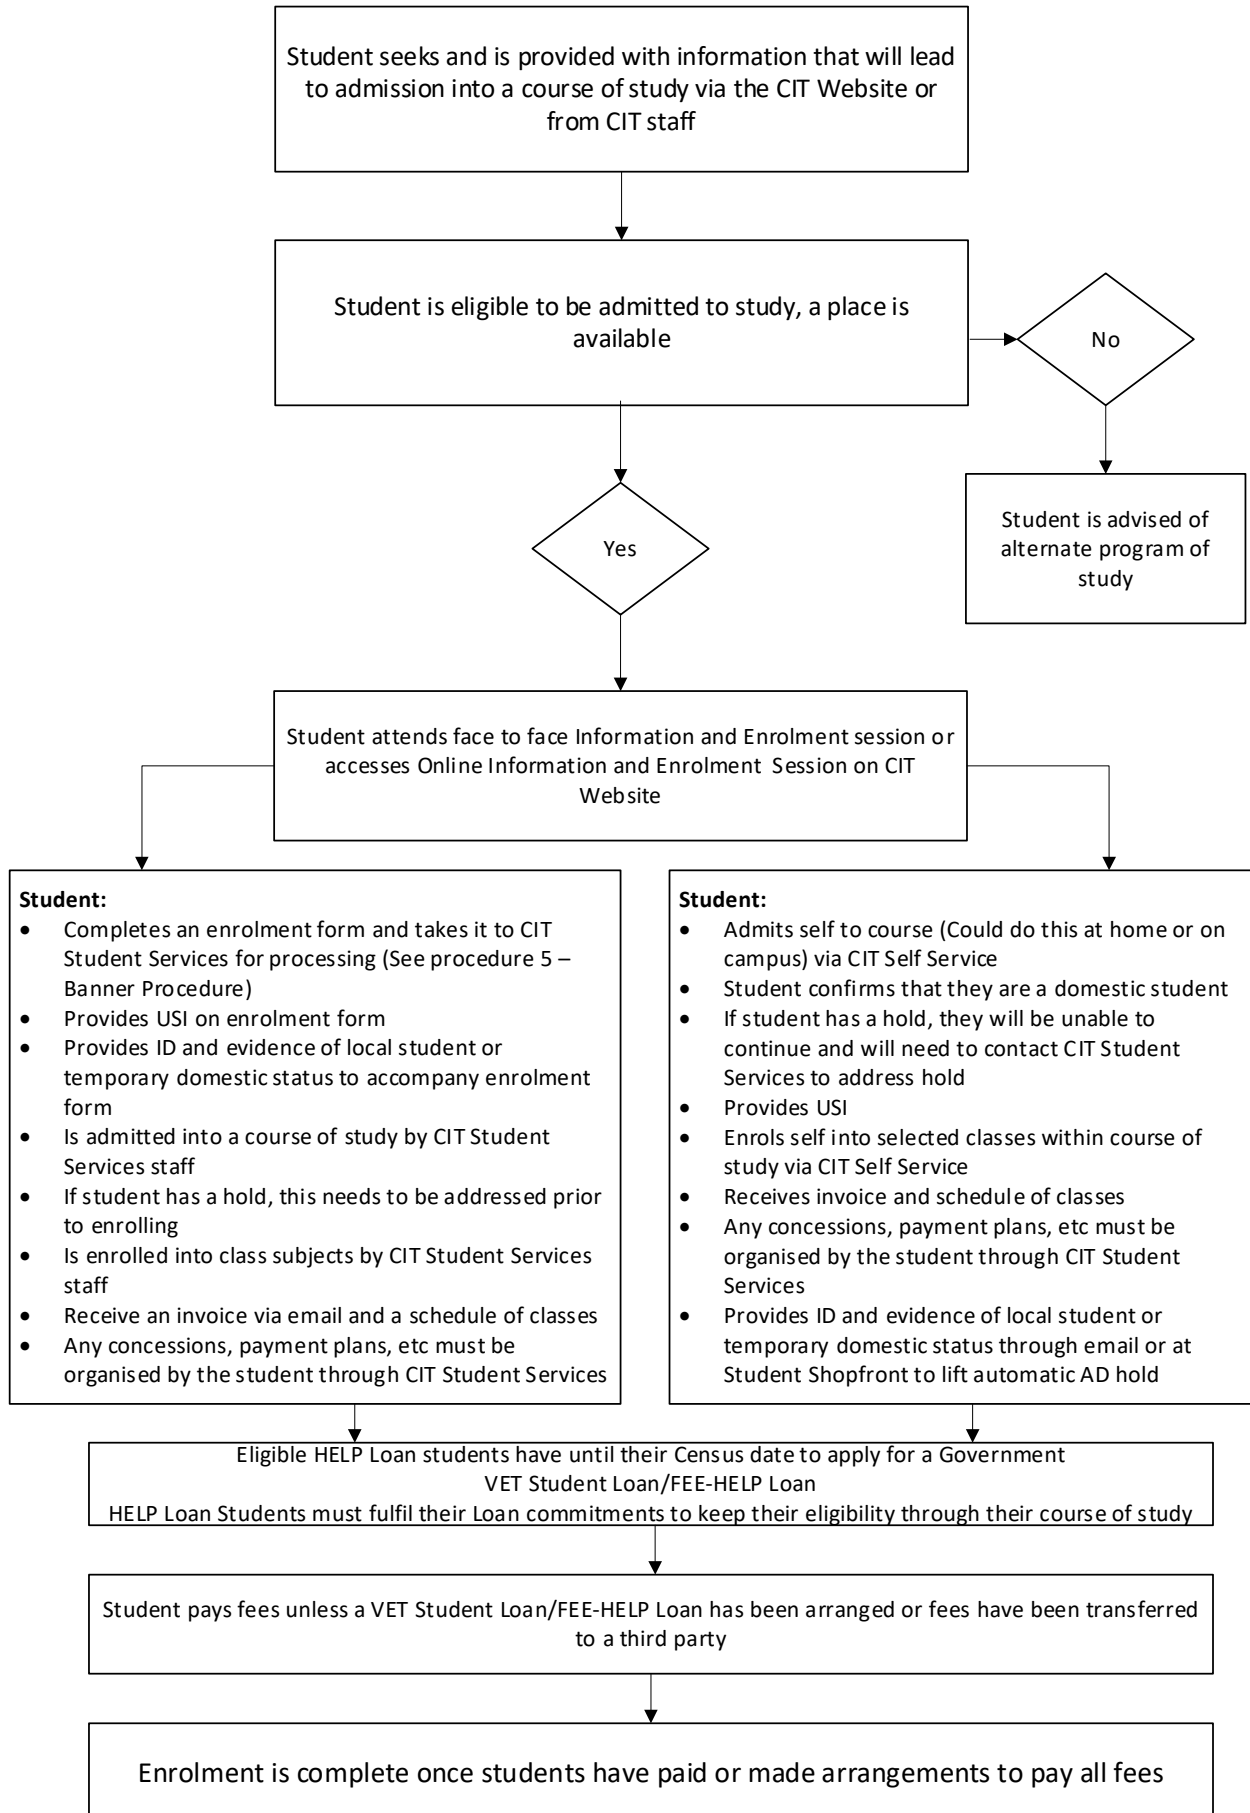 Student seeks and is provided with information that will lead
to admission into a course of study via the CIT Website or
from CIT staff
Student is eligible to be admitted to study, a place is
available
No
Student is advised of
alternate program of
study
Yes
Student attends face to face Information and Enrolment session or
accesses Online Information and Enrolment Session on CIT
Website
Student:
• Completes an enrolment form and takes it to CIT
Student Services for processing (See procedure 5 –
Banner Procedure)
• Provides USI on enrolment form
• Provides ID and evidence of local student or
temporary domestic status to accompany enrolment
form
• Is admitted into a course of study by CIT Student
Services staff
• If student has a hold, this needs to be addressed prior
to enrolling
• Is enrolled into class subjects by CIT Student Services
staff
• Receive an invoice via email and a schedule of classes
• Any concessions, payment plans, etc must be
organised by the student through CIT Student Services
Student:
• Admits self to course (Could do this at home or on
campus) via CIT Self Service
• Student confirms that they are a domestic student
• If student has a hold, they will be unable to
continue and will need to contact CIT Student
Services to address hold
• Provides USI
• Enrols self into selected classes within course of
study via CIT Self Service
• Receives invoice and schedule of classes
• Any concessions, payment plans, etc must be
organised by the student through CIT Student
Services
• Provides ID and evidence of local student or
temporary domestic status through email or at
Student Shopfront to lift automatic AD hold
Eligible HELP Loan students have until their Census date to apply for a Government
VET Student Loan/FEE-HELP Loan
HELP Loan Students must fulfil their Loan commitments to keep their eligibility through their course of study
Student pays fees unless a VET Student Loan/FEE-HELP Loan has been arranged or fees have been transferred
to a third party
Enrolment is complete once students have paid or made arrangements to pay all fees